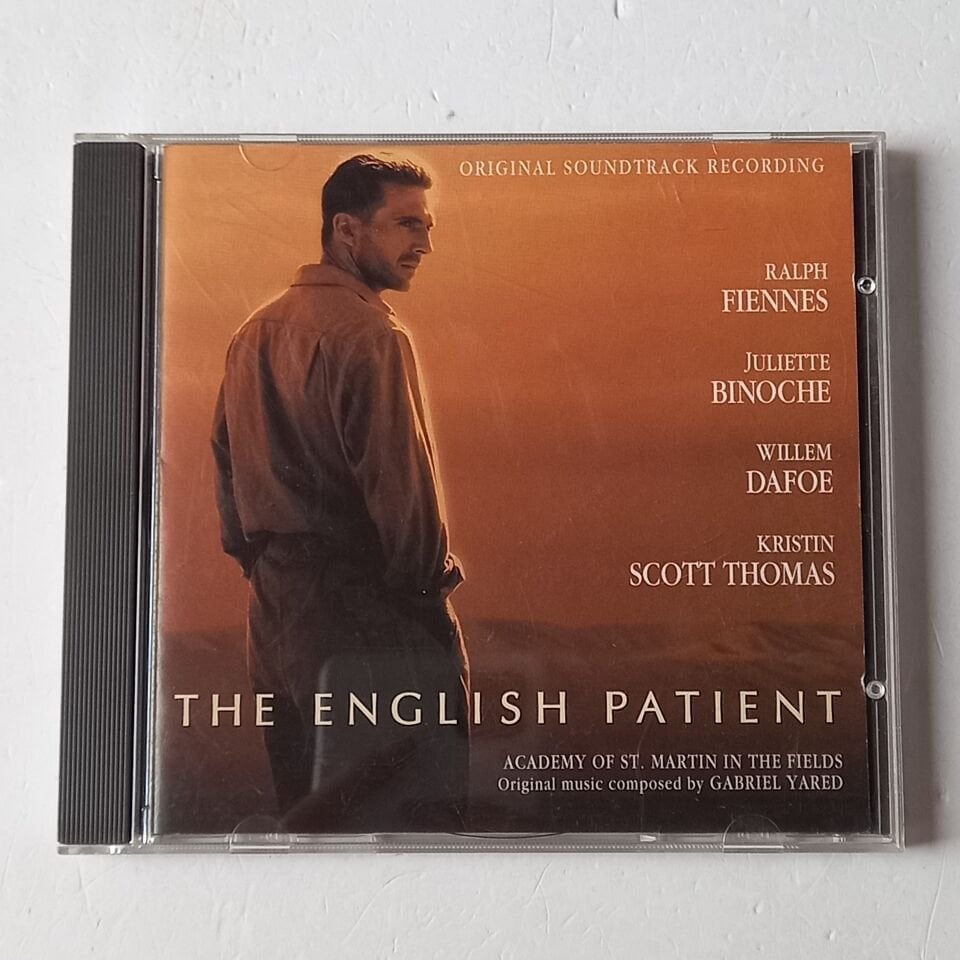 ORIGINAL SOUNDTRACK RECORDING
RALPH
FIENNES
JULIETTE
BINOCHE
WILLEM
DAFOE
KRISTIN
SCOTT THOMAS
THE ENGLISH PATIENT
ACADEMY OF ST. MARTIN IN THE FIELDS
Original music composed by GABRIEL YARED